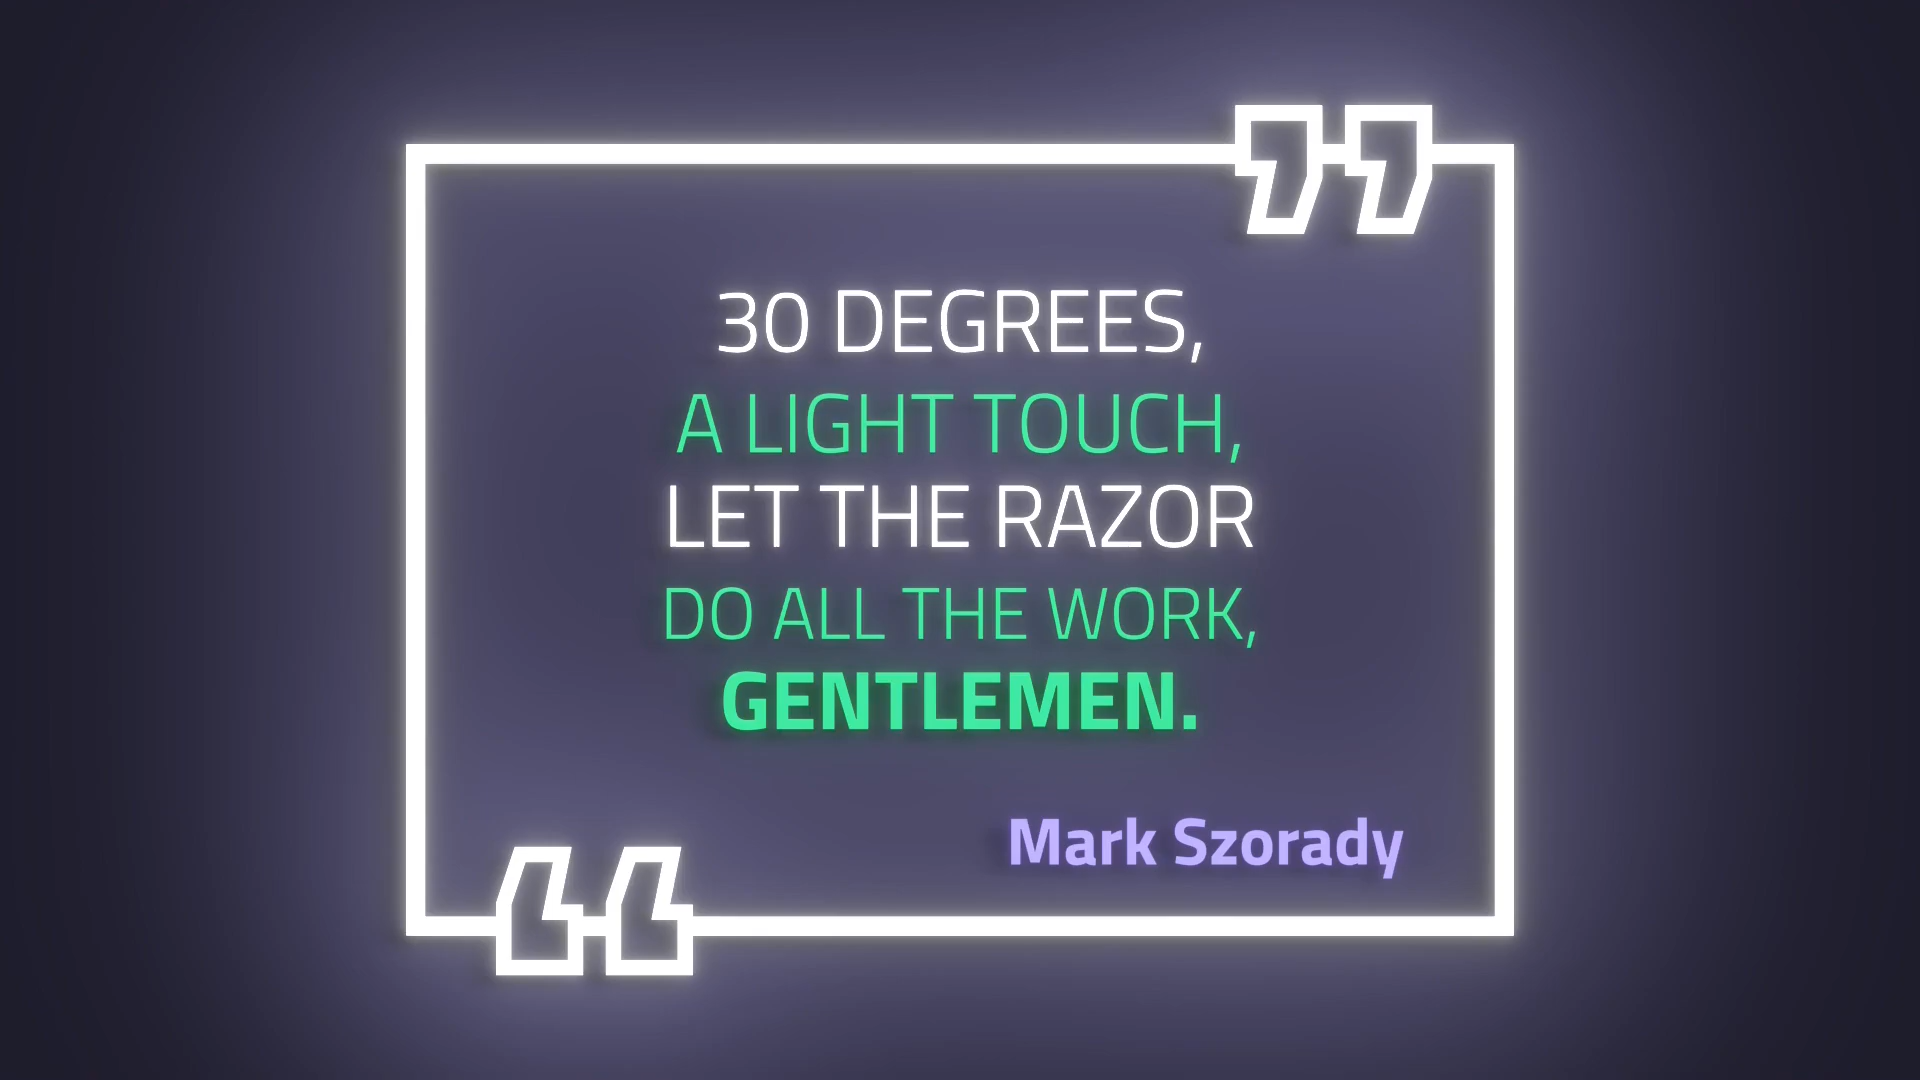 30 DEGREES,
A LIGHT TOUCH,
LET THE RAZOR
DO ALL THE WORK,
GENTLEMEN.
Mark Szorady